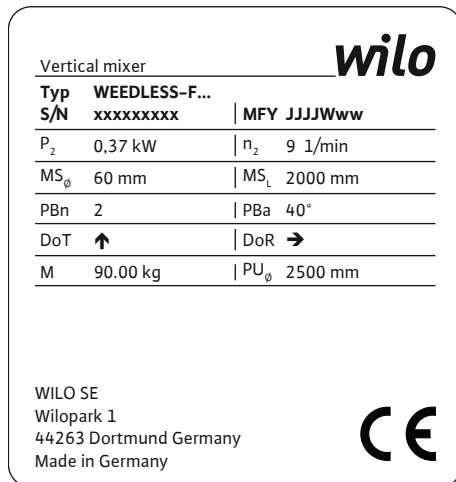 wilo
Vertical mixer
Typ WEEDLESS-F...
S/N xxxxxxxxx MFY JJJJWww
P₂ 0,37 kW n₂ 9 1/min
MSø 60 mm MSL 2000 mm
PBn 2 PBa 40°
DoT ↑ DoR →
M 90.00 kg PUø 2500 mm
WILO SE
Wilopark 1
44263 Dortmund Germany
Made in Germany
CE